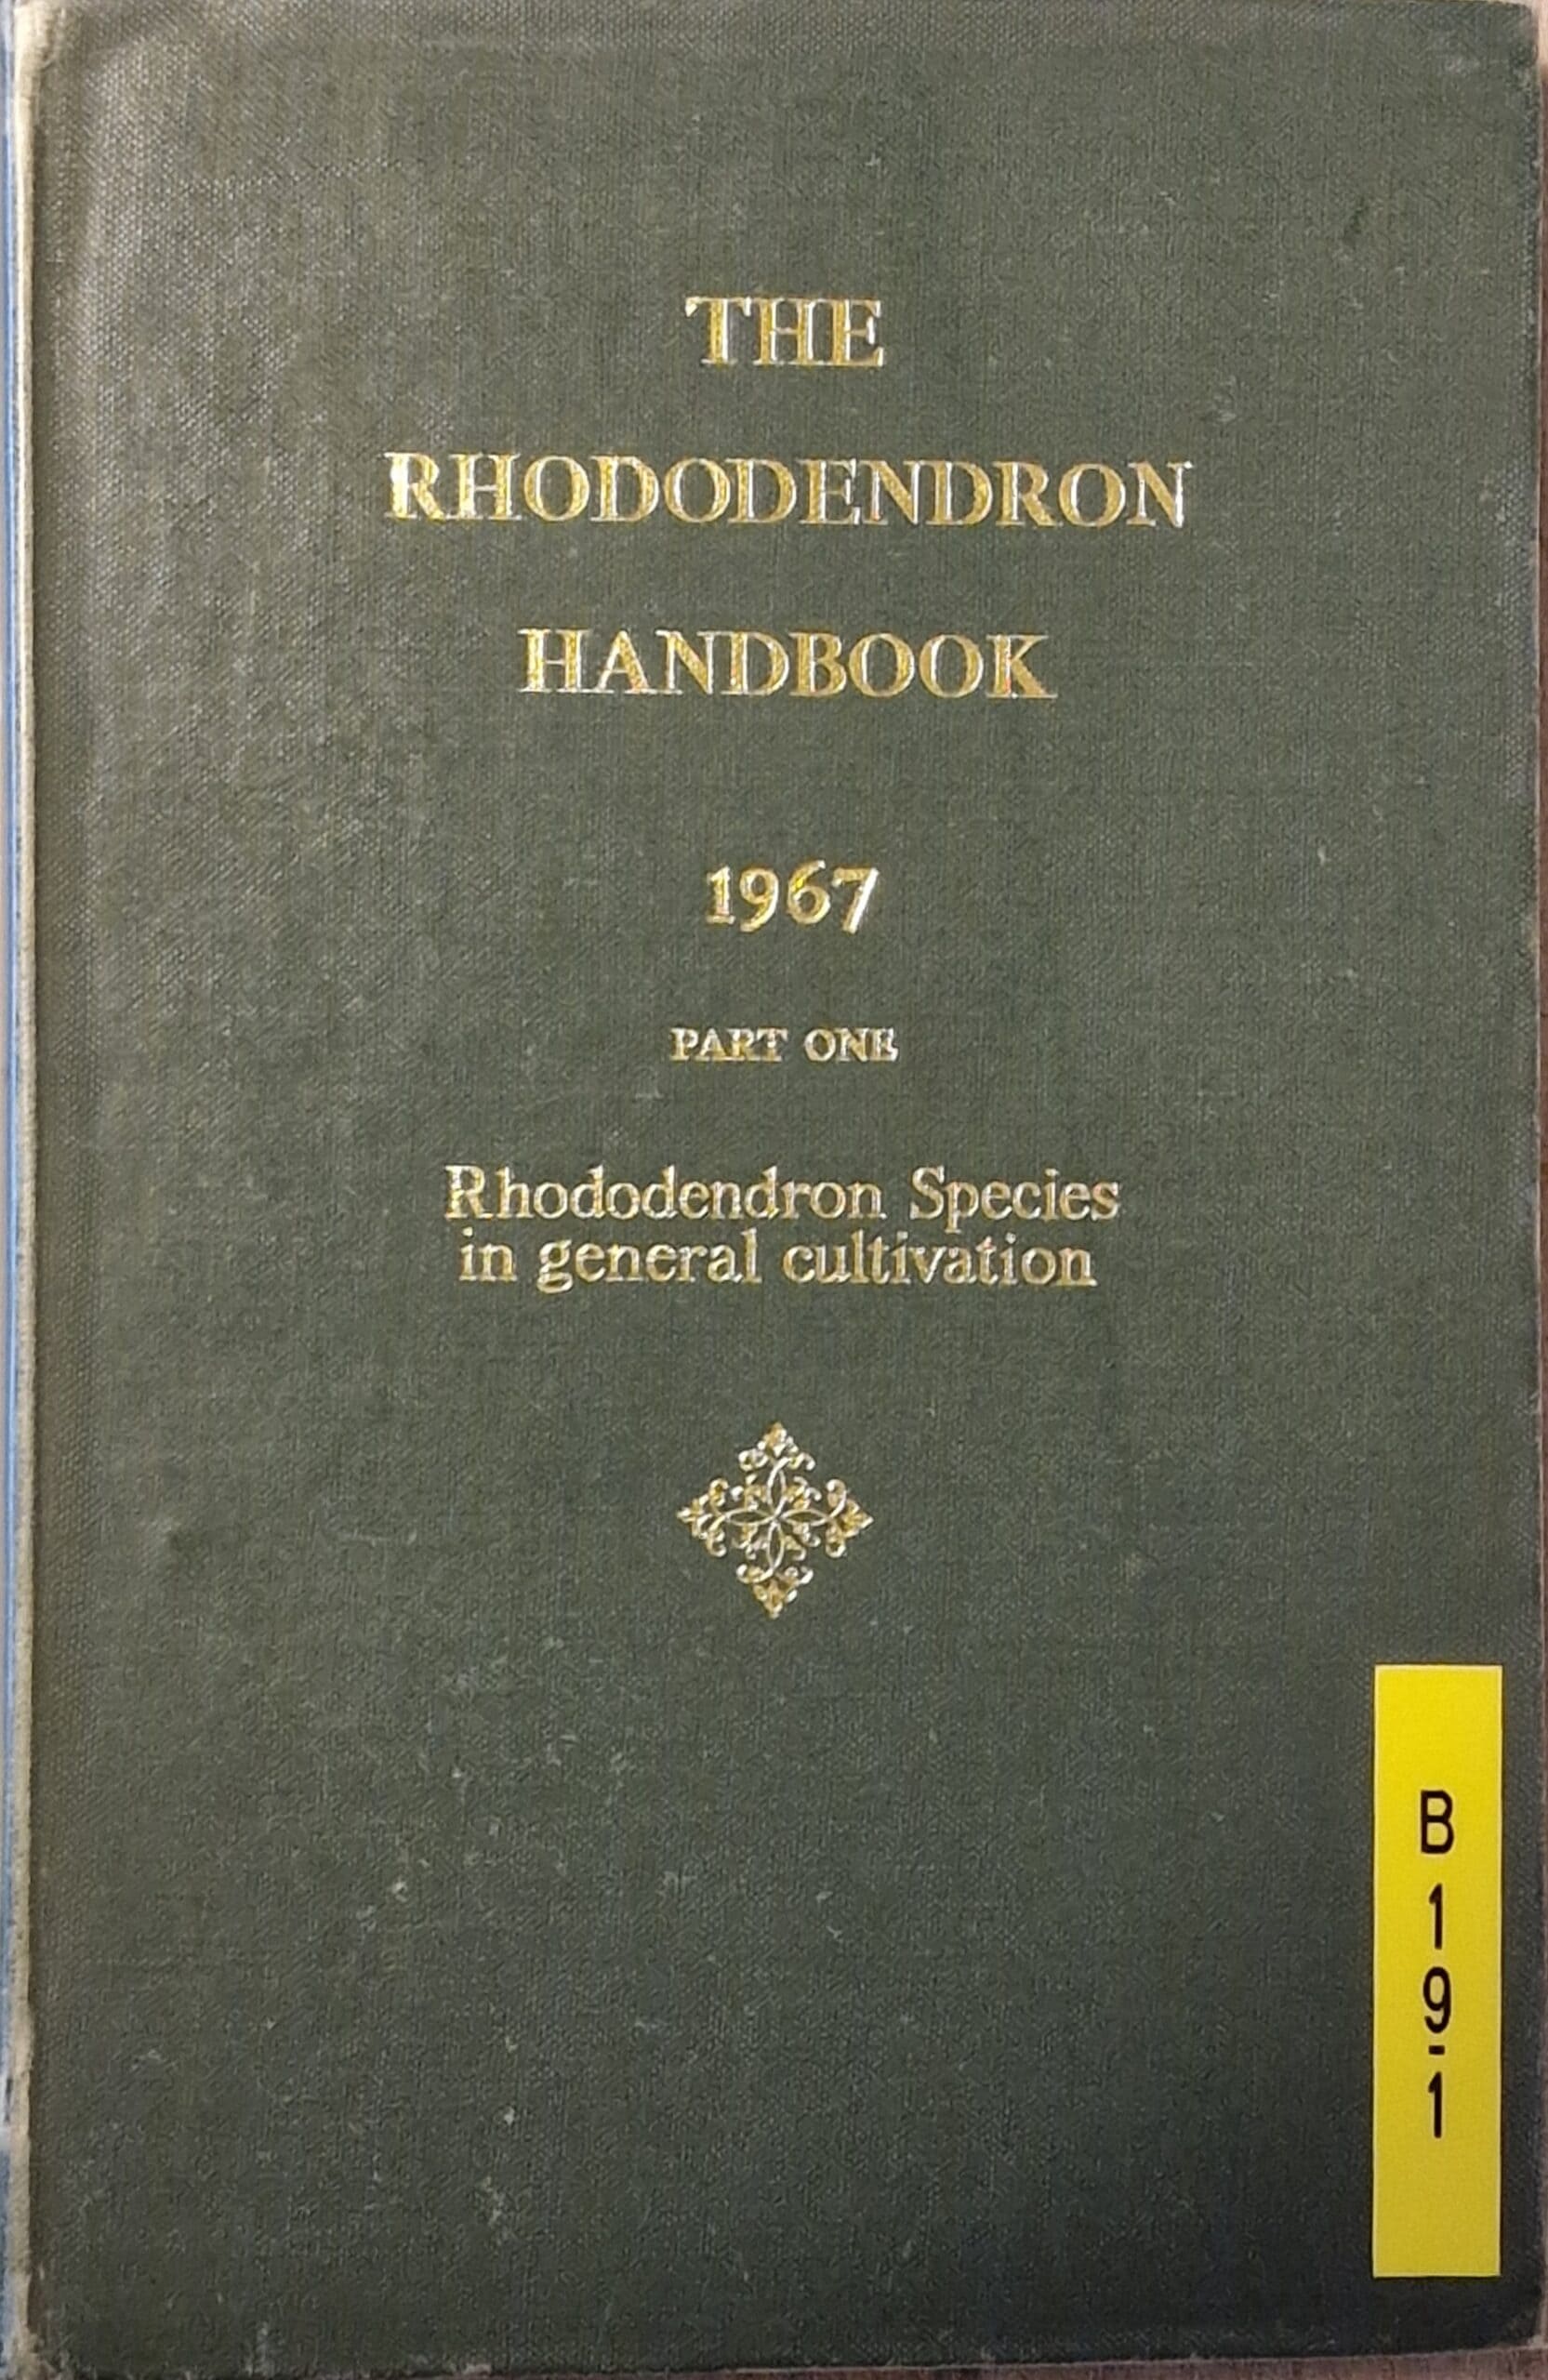 THE
RHODODENDRON
HANDBOOK
1967
PART ONE
Rhododendron Species
in general cultivation
B
1
9
-
1